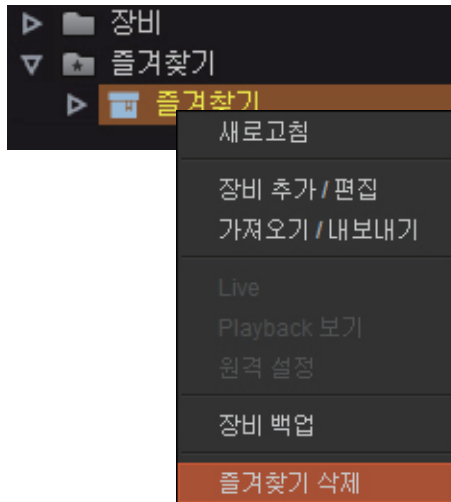 장비
즐겨찾기
즐겨찾기
새로고침
장비 추가 / 편집
가져오기 / 내보내기
Live
Playback 보기
원격 설정
장비 백업
즐겨찾기 삭제